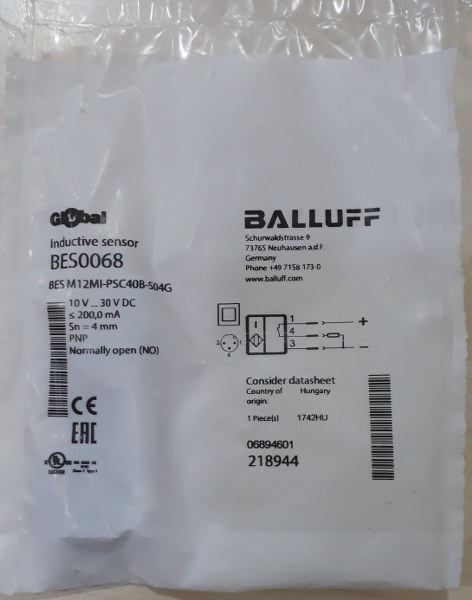 Global
Inductive sensor
BES0068
BES M12MI-PSC40B-S04G
10 V ... 30 V DC
≤ 200,0 mA
Sn = 4 mm
PNP
Normally open (NO)
CE
EAC
BALLUFF
Schurwaldstrasse 9
73765 Neuhausen a.d.F.
Germany
Phone +49 7158 173-0
www.balluff.com
1 +
4
3 −
Consider datasheet
Country of Hungary
origin:
1 Piece(s) 1742HU
06894601
218944